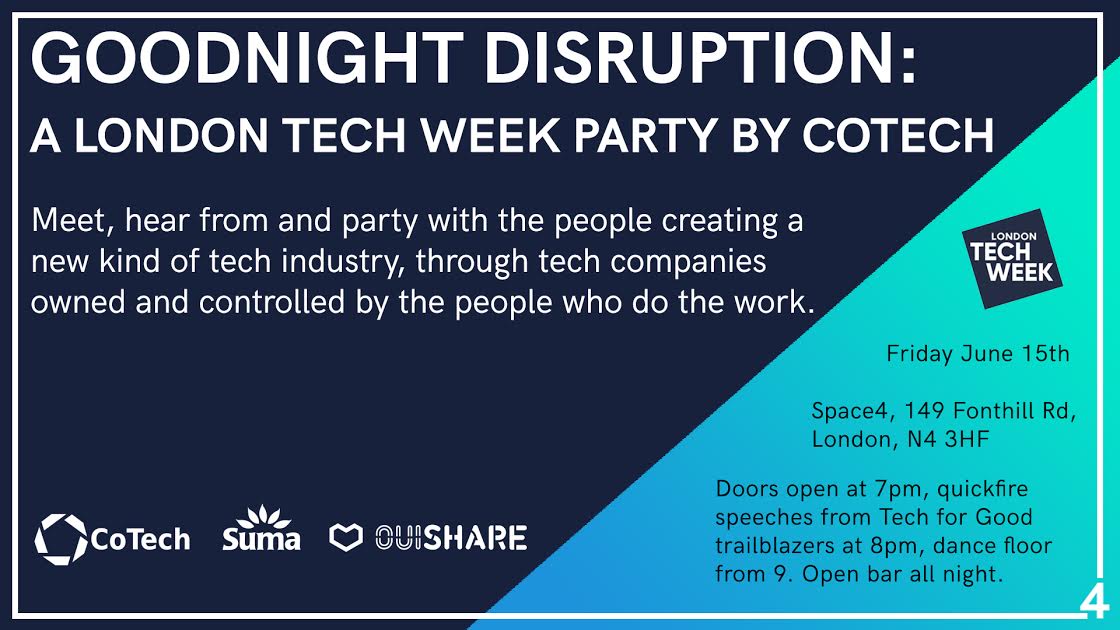 GOODNIGHT DISRUPTION:
A LONDON TECH WEEK PARTY BY COTECH
Meet, hear from and party with the people creating a
new kind of tech industry, through tech companies
owned and controlled by the people who do the work.
LONDON
TECH
WEEK
Friday June 15th
Space4, 149 Fonthill Rd,
London, N4 3HF
Doors open at 7pm, quickfire
speeches from Tech for Good
trailblazers at 8pm, dance floor
from 9. Open bar all night.
CoTech
Suma
OUISHARE
4